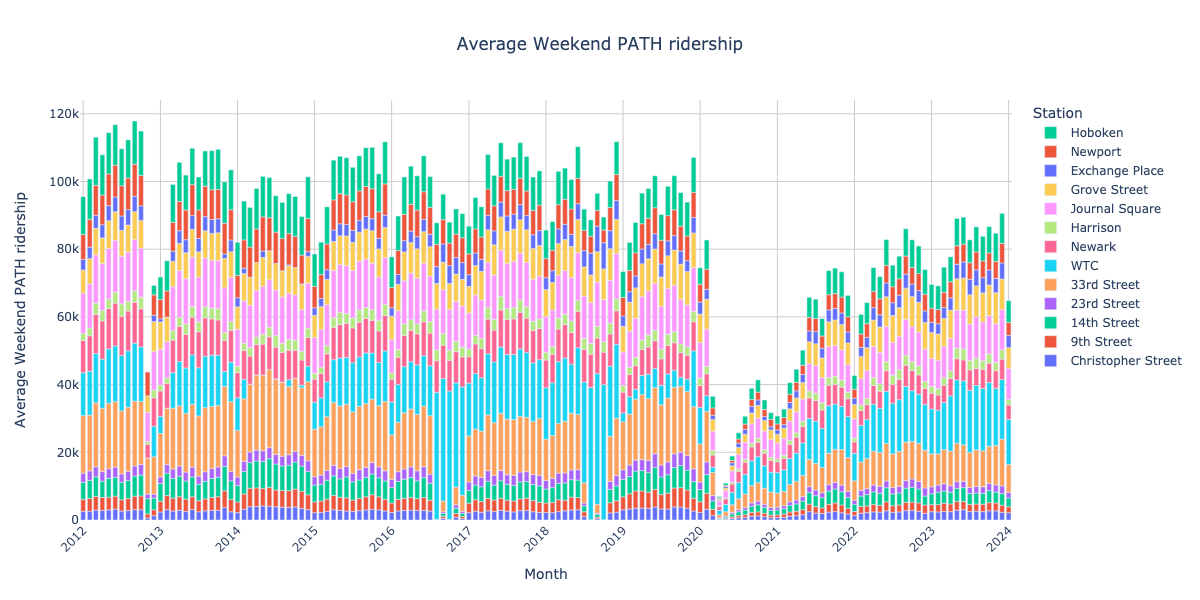 Average Weekend PATH ridership
Average Weekend PATH ridership
120k
100k
80k
60k
40k
20k
0
2012
2013
2014
2015
2016
2017
2018
2019
2020
2021
2022
2023
2024
Month
Station
Hoboken
Newport
Exchange Place
Grove Street
Journal Square
Harrison
Newark
WTC
33rd Street
23rd Street
14th Street
9th Street
Christopher Street